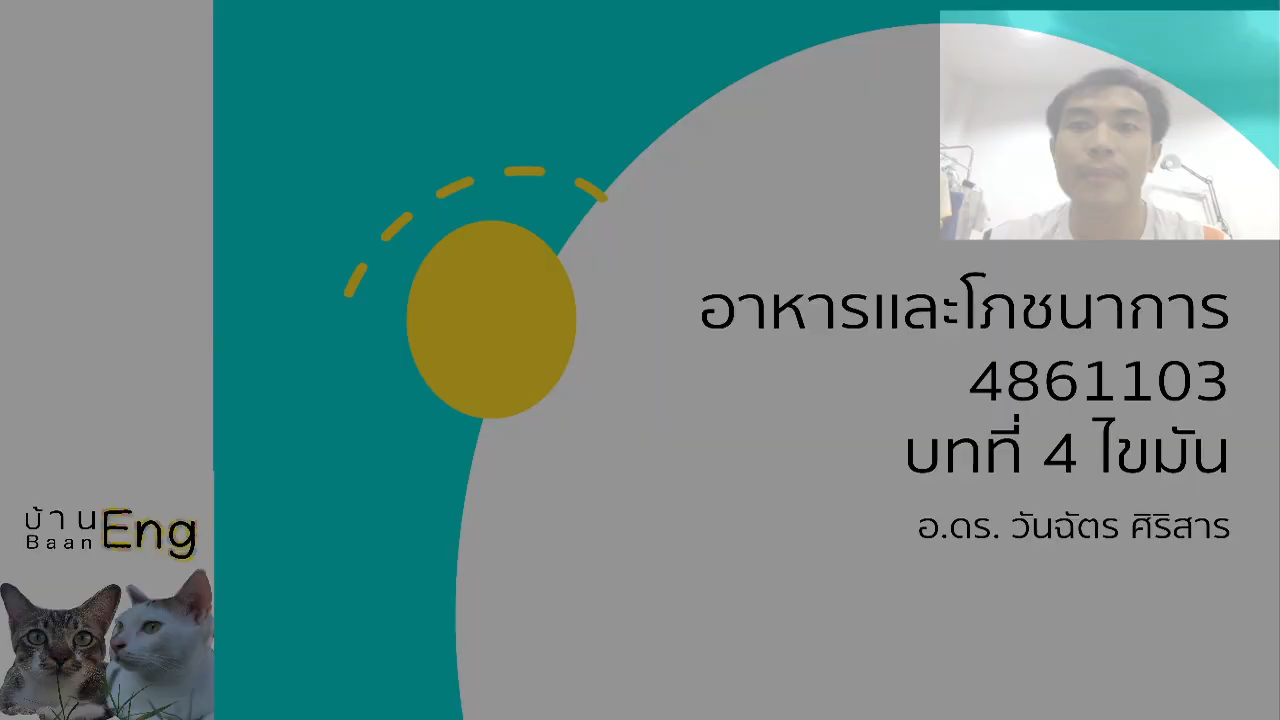 อาหารและโภชนาการ
4861103
บทที่ 4 ไขมัน
อ.ดร. วันฉัตร ศิริสาร
บ้าน Eng
Baan